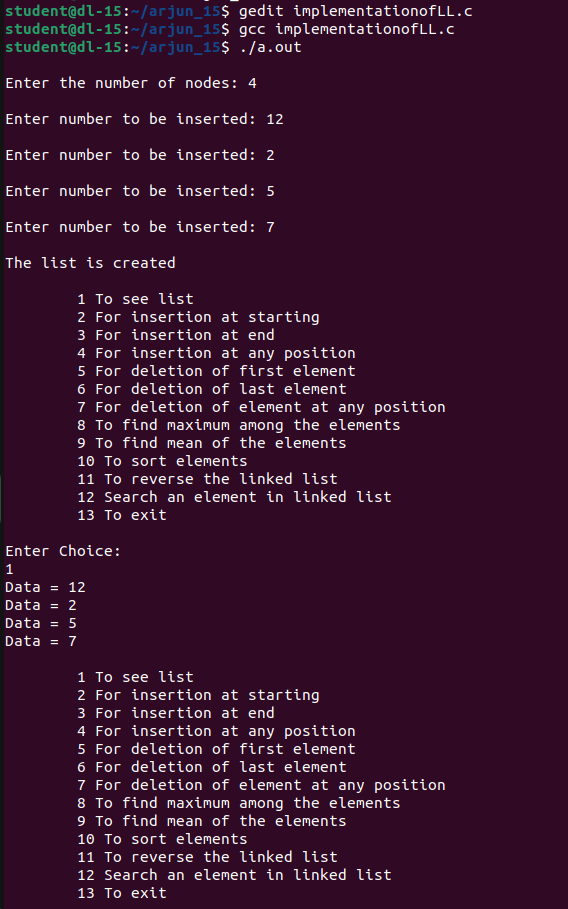 student@dl-15:~/arjun_15$ gedit implementationofLL.c
student@dl-15:~/arjun_15$ gcc implementationofLL.c
student@dl-15:~/arjun_15$ ./a.out
Enter the number of nodes: 4
Enter number to be inserted: 12
Enter number to be inserted: 2
Enter number to be inserted: 5
Enter number to be inserted: 7
The list is created
1 To see list
2 For insertion at starting
3 For insertion at end
4 For insertion at any position
5 For deletion of first element
6 For deletion of last element
7 For deletion of element at any position
8 To find maximum among the elements
9 To find mean of the elements
10 To sort elements
11 To reverse the linked list
12 Search an element in linked list
13 To exit
Enter Choice:
1
Data = 12
Data = 2
Data = 5
Data = 7
1 To see list
2 For insertion at starting
3 For insertion at end
4 For insertion at any position
5 For deletion of first element
6 For deletion of last element
7 For deletion of element at any position
8 To find maximum among the elements
9 To find mean of the elements
10 To sort elements
11 To reverse the linked list
12 Search an element in linked list
13 To exit